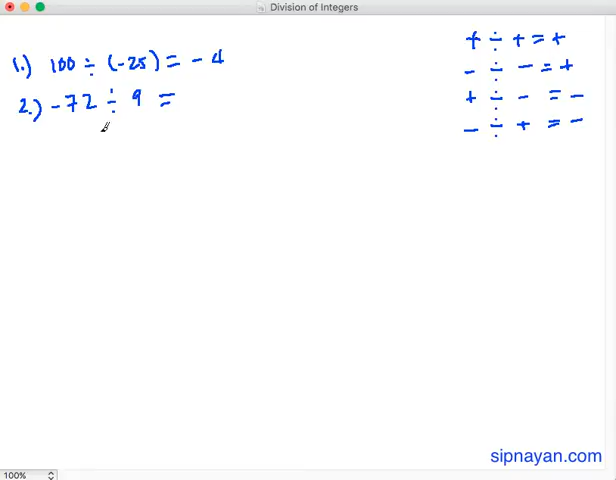 Division of Integers
1.) 100 ÷ (-25) = - 4
2.) -72 ÷ 9 =
+ ÷ + = +
- ÷ - = +
+ ÷ - = -
- ÷ + = -
sipnayan.com
100%